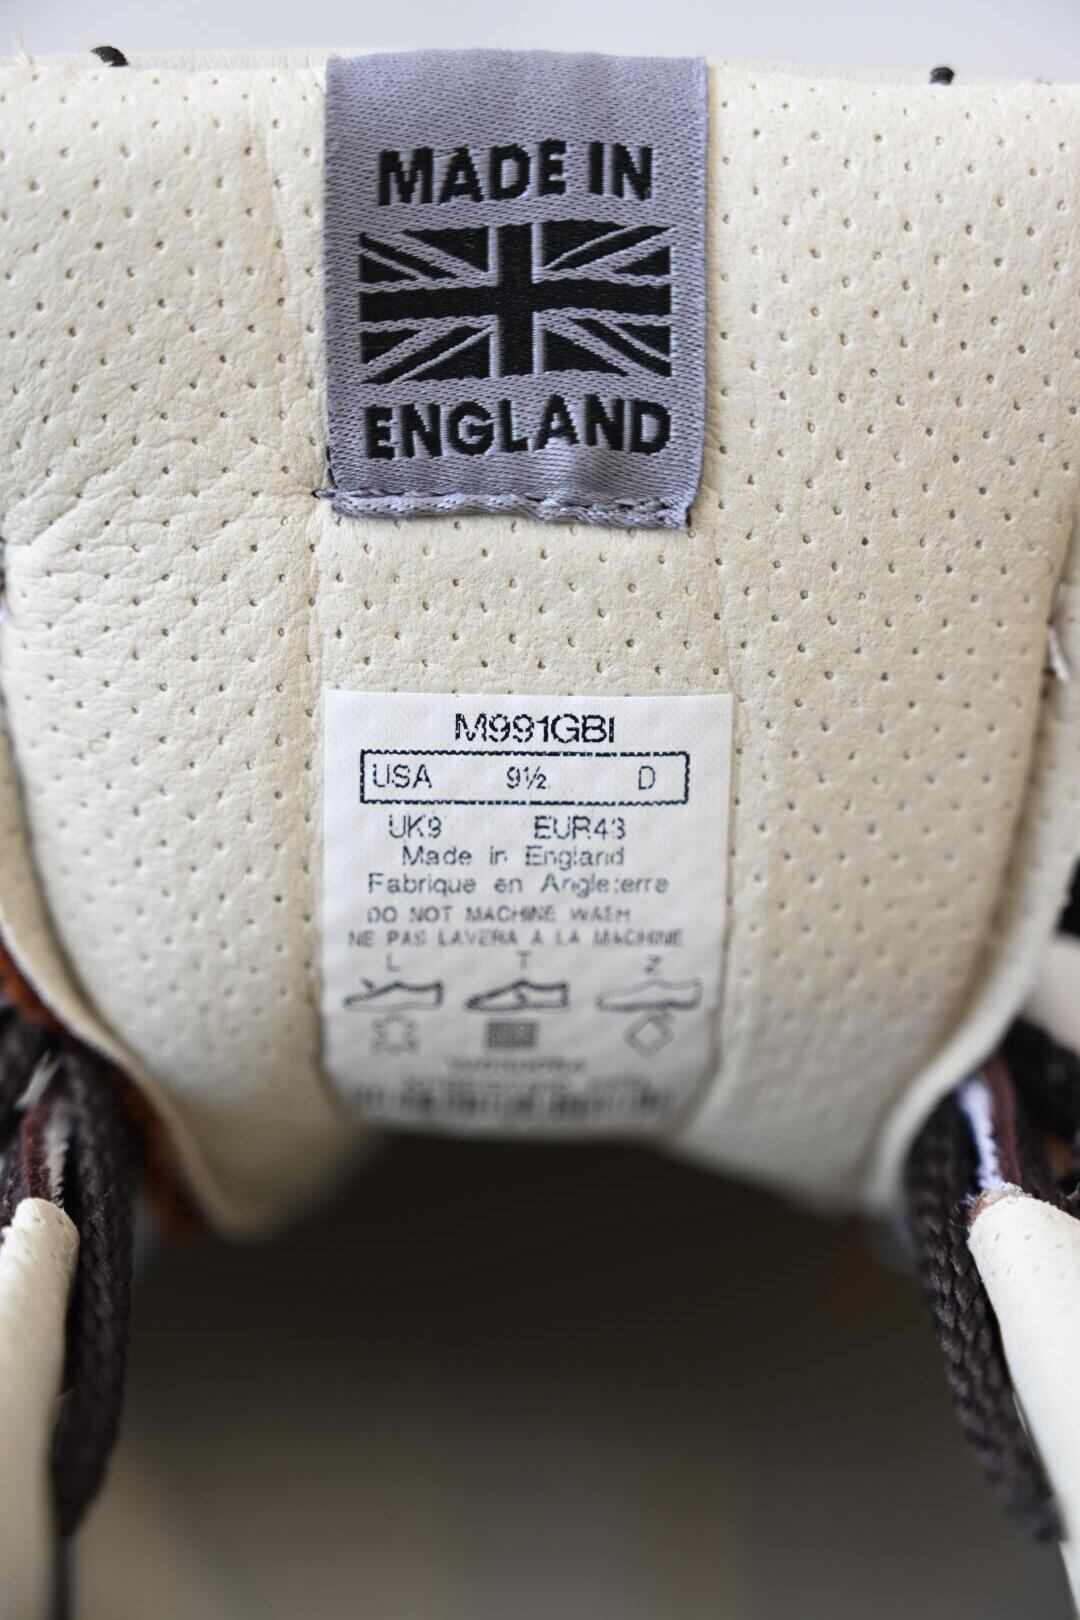 MADE IN
ENGLAND
M991GBI
USA 9½ D
UK9 EUR43
Made in England
Fabrique en Angleterre
DO NOT MACHINE WASH
NE PAS LAVERA A LA MACHINE
L T Z